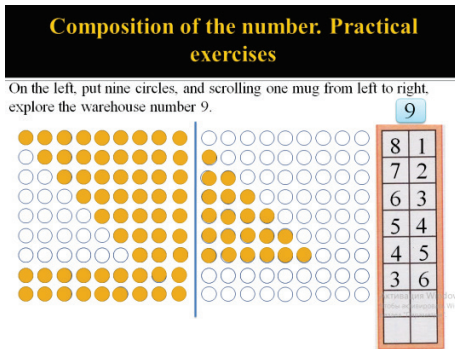 Composition of the number. Practical
exercises
On the left, put nine circles, and scrolling one mug from left to right,
explore the warehouse number 9.
9
8 1
7 2
6 3
5 4
4 5
3 6